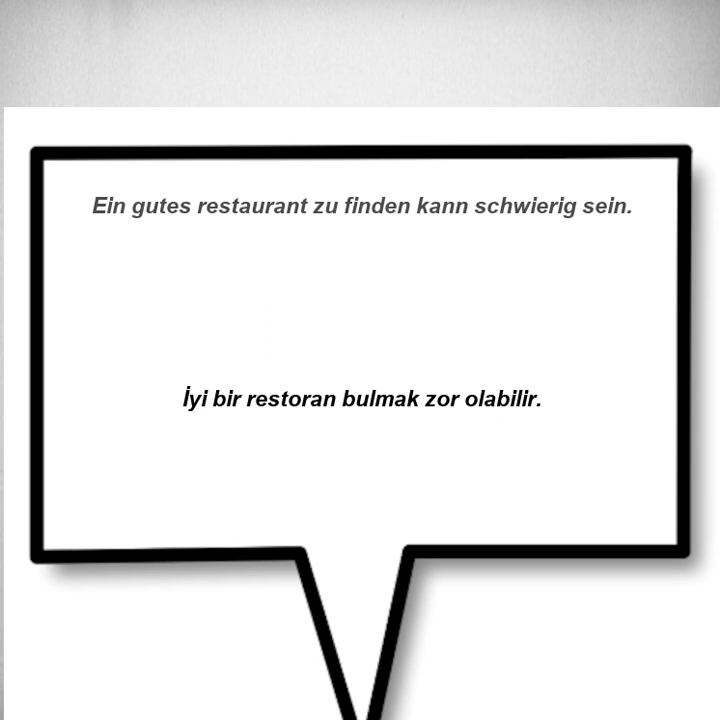 Ein gutes restaurant zu finden kann schwierig sein.
İyi bir restoran bulmak zor olabilir.